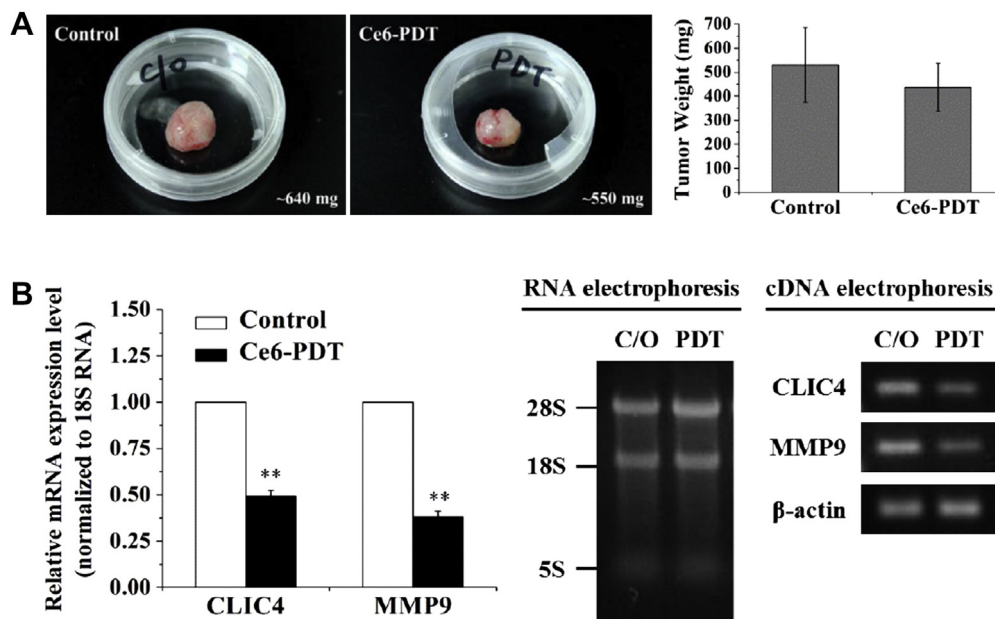 A
Control
C/O
~640 mg
Ce6-PDT
PDT
~550 mg
Tumor Weight (mg)
700
600
500
400
300
200
100
0
Control
Ce6-PDT
B
Relative mRNA expression level
(normalized to 18S RNA)
1.50
1.25
1.00
0.75
0.50
0.25
0.00
Control
Ce6-PDT
**
**
CLIC4
MMP9
RNA electrophoresis
C/O PDT
28S
18S
5S
cDNA electrophoresis
C/O PDT
CLIC4
MMP9
β-actin